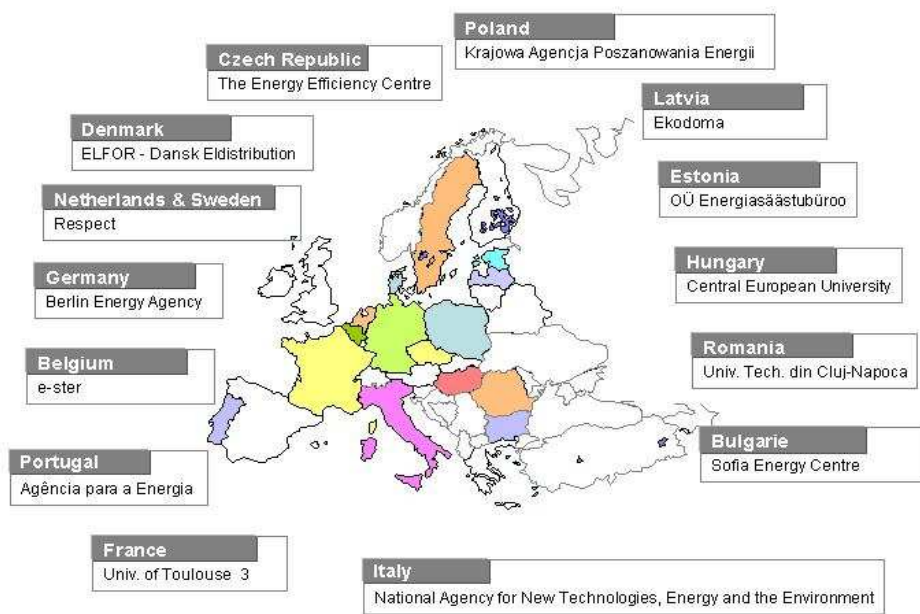 Poland
Krajowa Agencja Poszanowania Energii
Czech Republic
The Energy Efficiency Centre
Latvia
Ekodoma
Denmark
ELFOR - Dansk Eldistribution
Estonia
OÜ Energiasäästubüroo
Netherlands & Sweden
Respect
Hungary
Central European University
Germany
Berlin Energy Agency
Romania
Univ. Tech. din Cluj-Napoca
Belgium
e-ster
Bulgarie
Sofia Energy Centre
Portugal
Agência para a Energia
France
Univ. of Toulouse 3
Italy
National Agency for New Technologies, Energy and the Environment